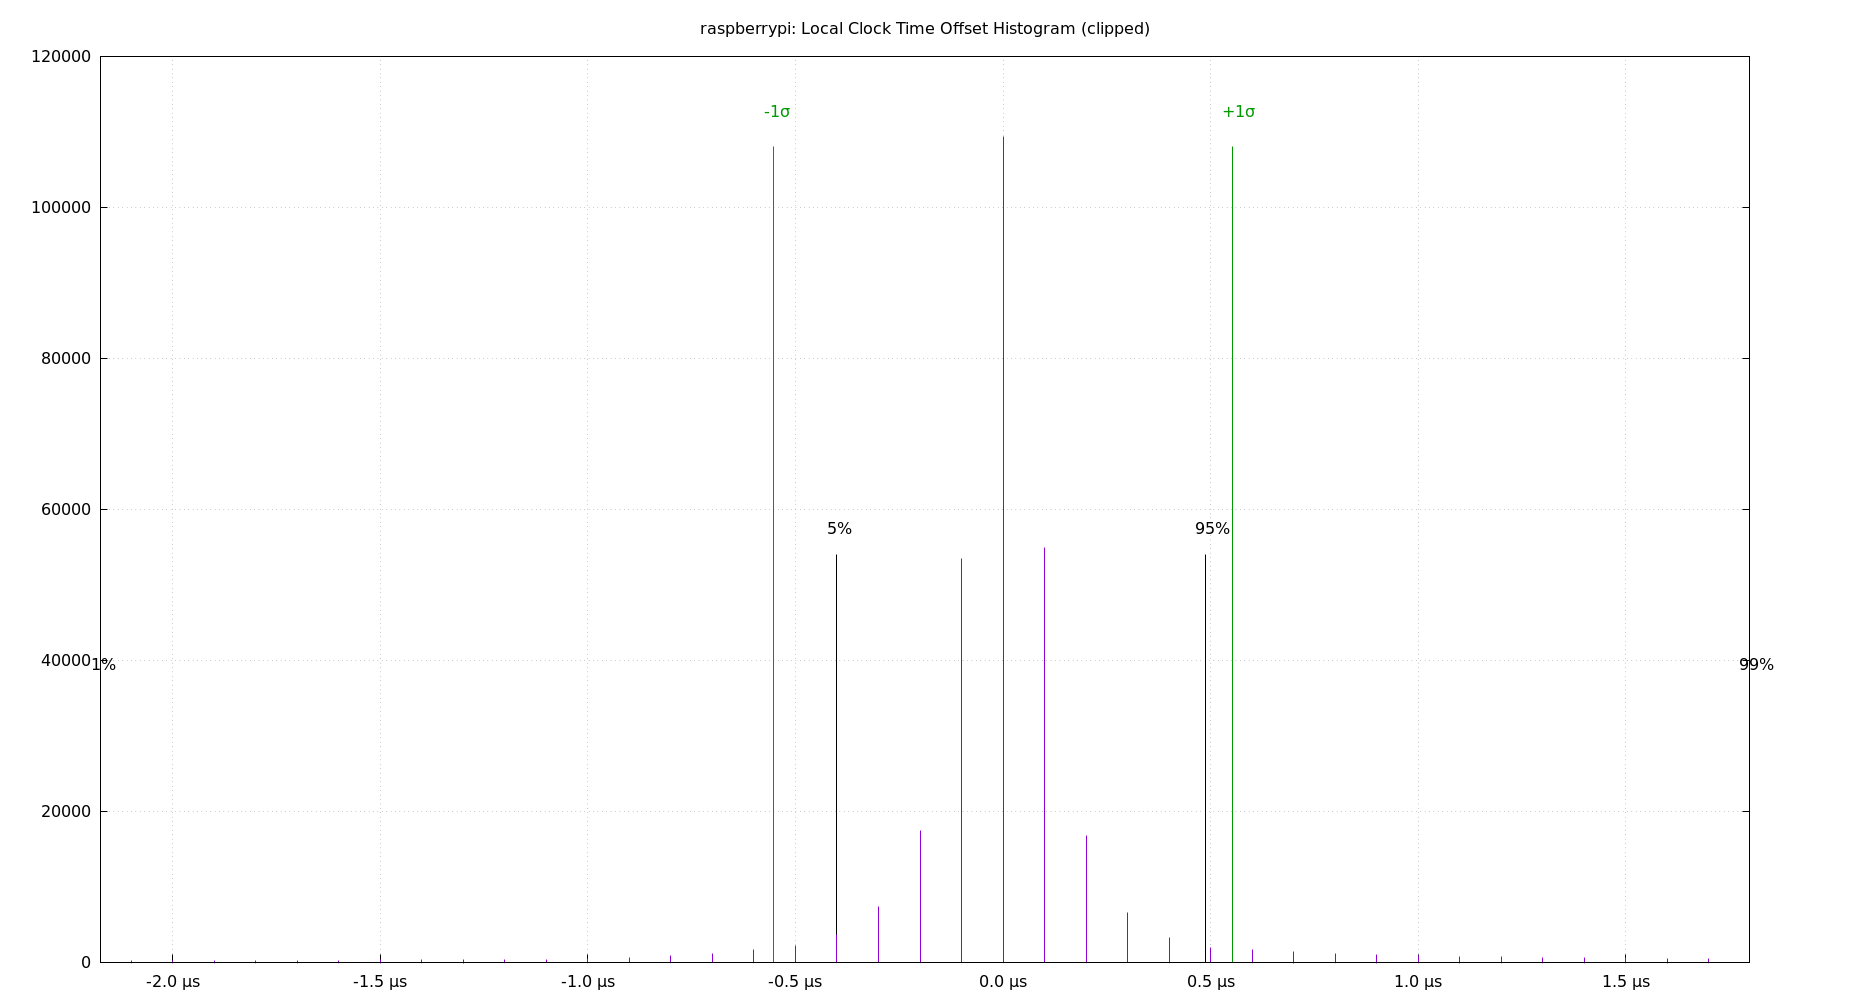 raspberrypi: Local Clock Time Offset Histogram (clipped)
120000
-1σ
+1σ
100000
80000
60000
5%
95%
40000
1%
99%
20000
0
-2.0 µs
-1.5 µs
-1.0 µs
-0.5 µs
0.0 µs
0.5 µs
1.0 µs
1.5 µs